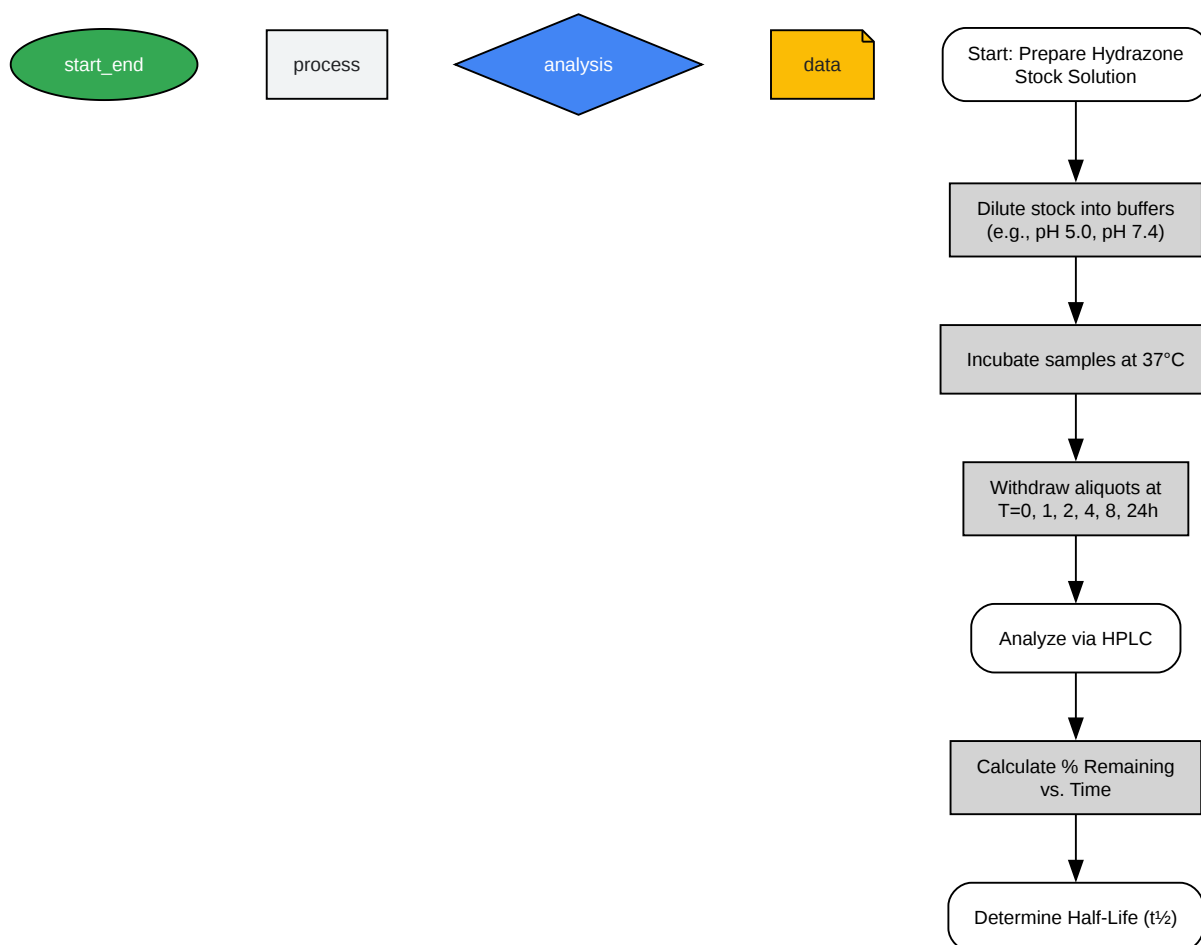 start_end
process
analysis
data
Start: Prepare Hydrazone
Stock Solution
Dilute stock into buffers
(e.g., pH 5.0, pH 7.4)
Incubate samples at 37°C
Withdraw aliquots at
T=0, 1, 2, 4, 8, 24h
Analyze via HPLC
Calculate % Remaining
vs. Time
Determine Half-Life (t½)